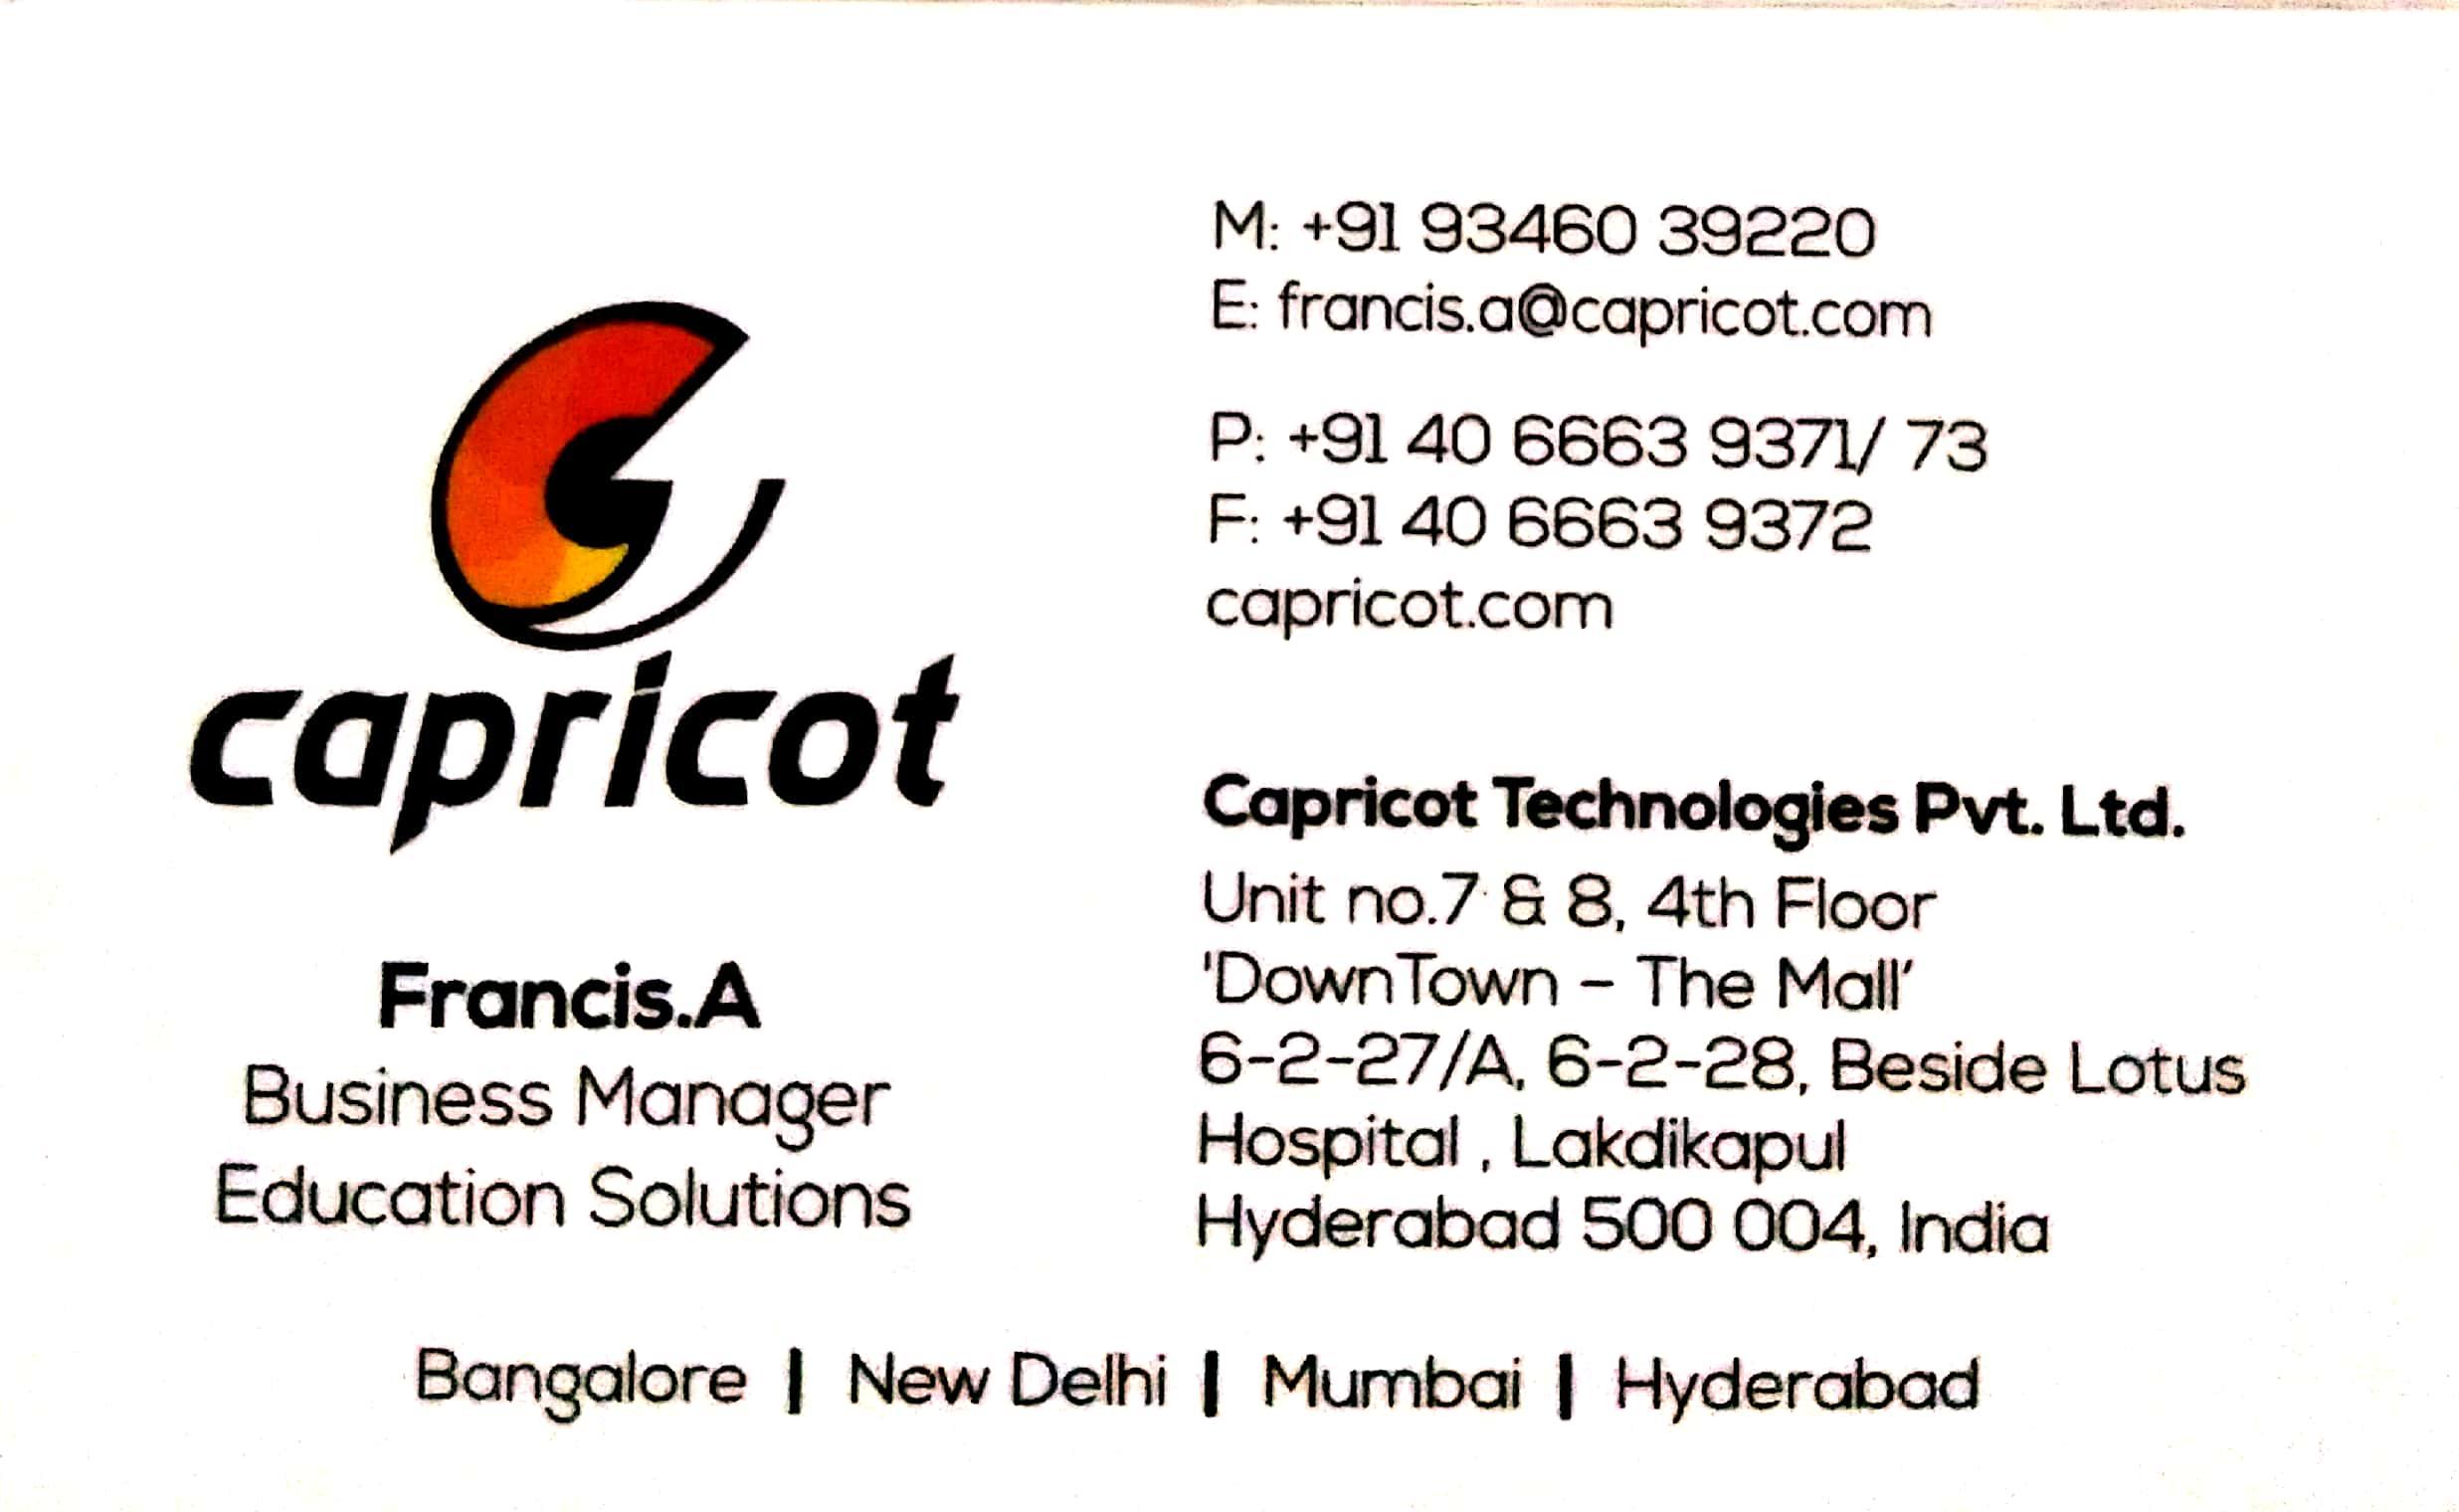 capricot
Francis.A
Business Manager
Education Solutions
M: +91 93460 39220
E: francis.a@capricot.com
P: +91 40 6663 9371/ 73
F: +91 40 6663 9372
capricot.com
Capricot Technologies Pvt. Ltd.
Unit no.7 & 8, 4th Floor
'DownTown – The Mall'
6-2-27/A, 6-2-28, Beside Lotus
Hospital , Lakdikapul
Hyderabad 500 004, India
Bangalore | New Delhi | Mumbai | Hyderabad